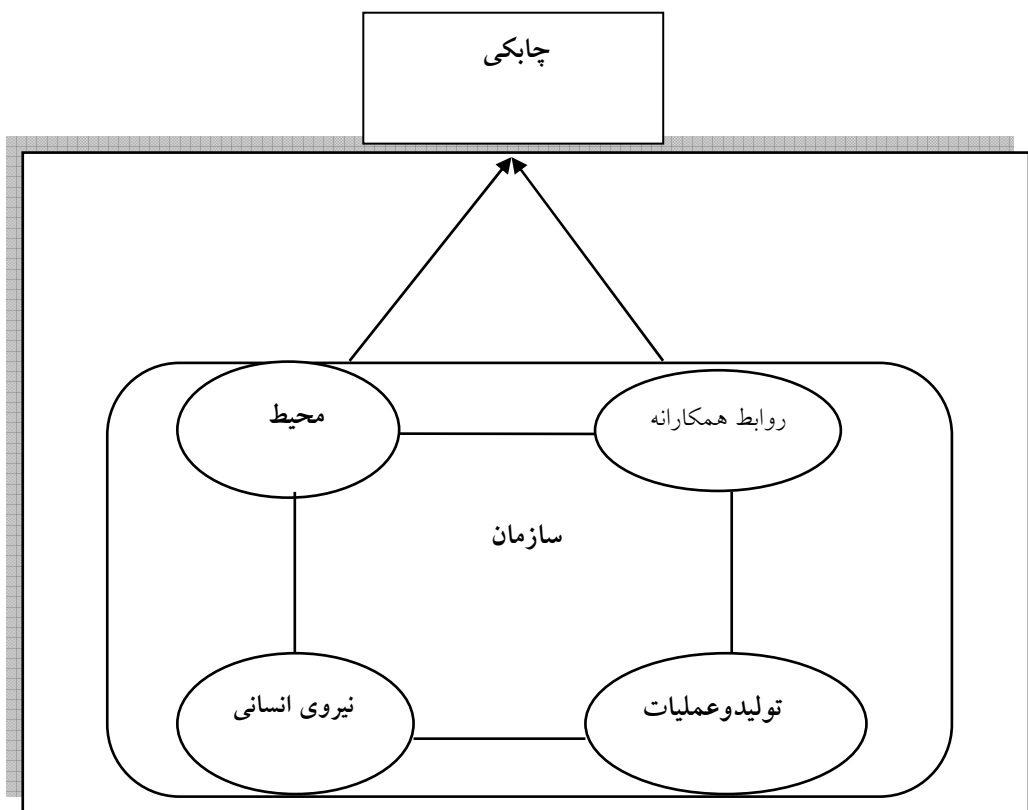 چابکی
روابط همکارانه
محیط
سازمان
تولیدوعملیات
نیروی انسانی